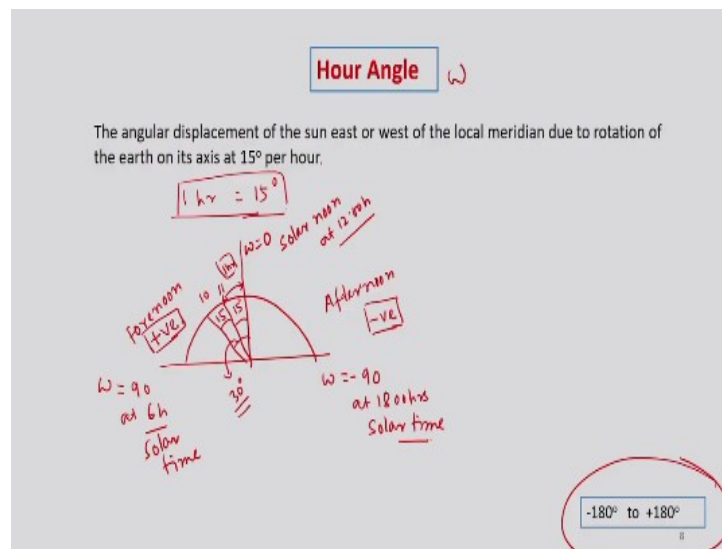 Hour Angle ω
The angular displacement of the sun east or west of the local meridian due to rotation of
the earth on its axis at 15° per hour.
1 hr = 15°
ω=0 Solar noon
at 12.00h
1hr
10 11
15 15
30°
Forenoon
+ve
Afternoon
-ve
ω = 90
at 6h
Solar
time
ω = -90
at 1800hrs
Solar time
-180° to +180°
8